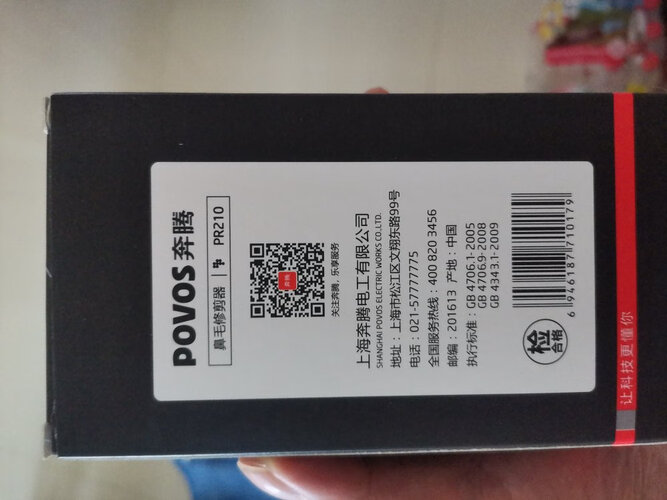 POVOS 奔腾
鼻毛修剪器 PR210
奔腾
关注奔腾，乐享服务
上海奔腾电工有限公司
SHANGHAI POVOS ELECTRIC WORKS CO.,LTD.
地址：上海市松江区文翔东路99号
电话：021-57777775
全国服务热线：400 820 3456
邮编：201613 产地：中国
执行标准：GB 4706.1-2005
GB 4706.9-2008
GB 4343.1-2009
检
合格
6 946187 710179
让科技更懂你